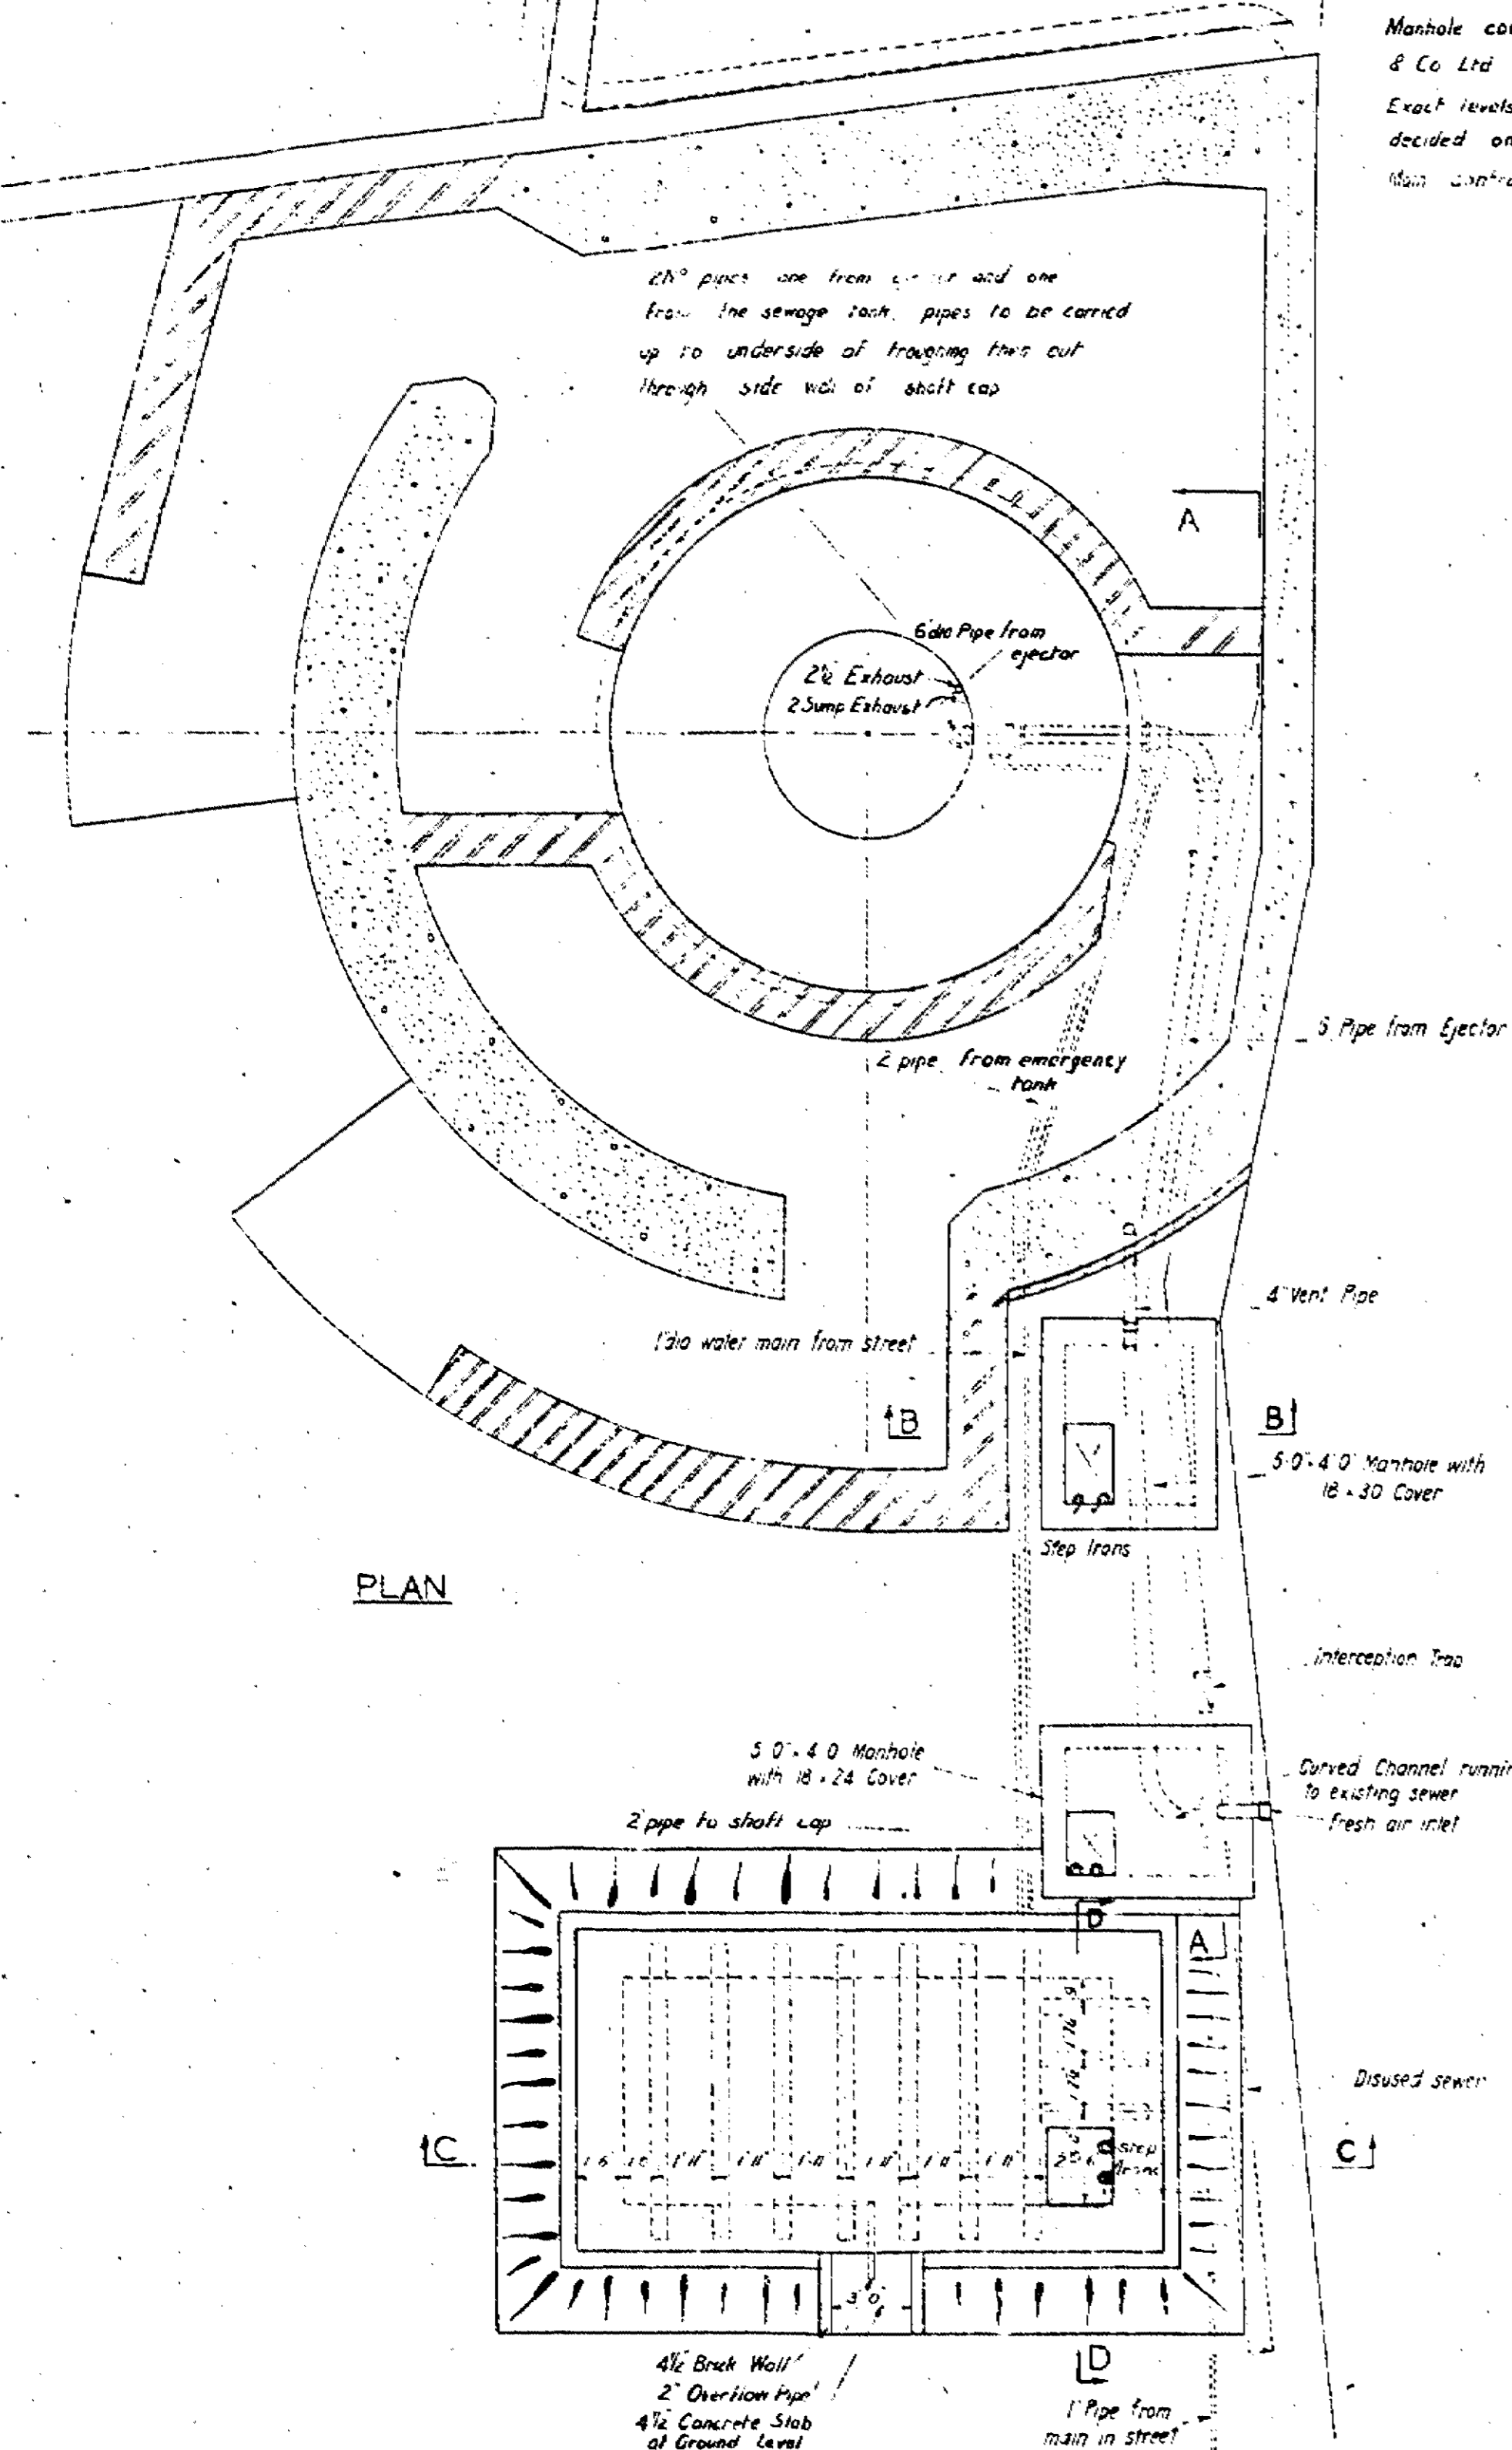 Manhole
& Co Ltd
Exact levels
decided on
Main
pipes one from and one
the sewage tank, pipes to be carried
up to underside of troughing then out
through side wall of shaft cap
A
6" dia Pipe from
ejector
2½" Exhaust
2" Sump Exhaust
6" Pipe from Ejector
2" pipe from emergency
tank
D
4" Vent Pipe
1" dia water main from street
B
B
5'0" × 4'0" Manhole with
18 × 30 Cover
Step Irons
PLAN
Interception Trap
5'0" × 4'0" Manhole
with 18 × 24 Cover
Curved Channel
to existing sewer
fresh air inlet
2" pipe to shaft cap
D
A
Disused sewer
C
C
Step
Irons
3'0"
D
4½" Brick Wall
2" Overflow Pipe
4½" Concrete Slab
at Ground Level
1" Pipe from
main in street